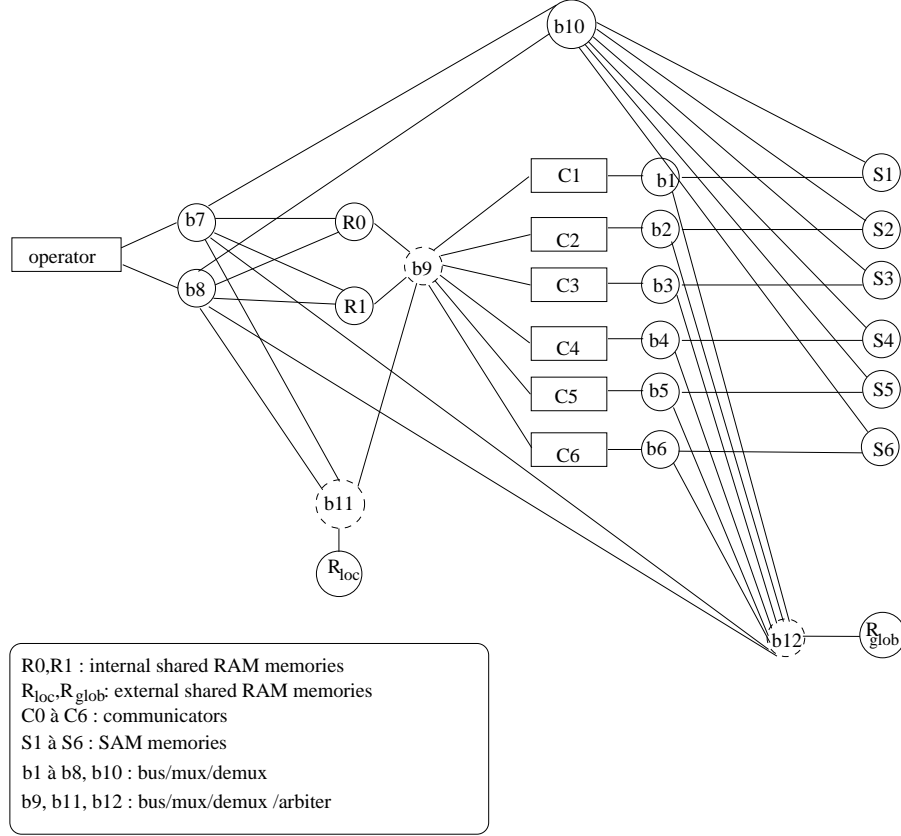 b10
C1
b1
S1
b7
R0
C2
b2
S2
operator
b9
b8
R1
C3
b3
S3
C4
b4
S4
C5
b5
S5
C6
b6
S6
b11
Rloc
b12
Rglob
R0,R1 : internal shared RAM memories
Rloc,Rglob: external shared RAM memories
C0 à C6 : communicators
S1 à S6 : SAM memories
b1 à b8, b10 : bus/mux/demux
b9, b11, b12 : bus/mux/demux /arbiter